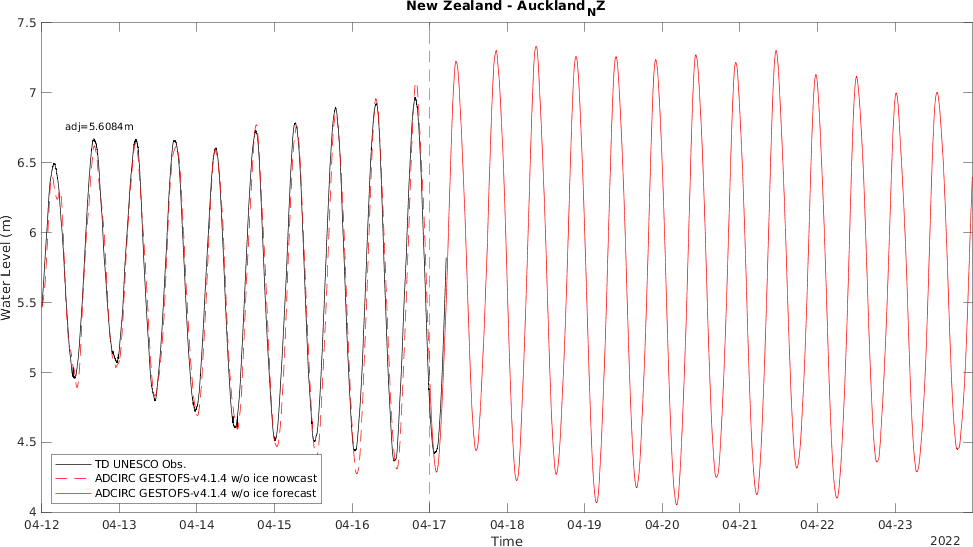 New Zealand - Auckland_NZ
7.5
7
6.5
6
5.5
5
4.5
4
Water Level (m)
adj=5.6084m
TD UNESCO Obs.
ADCIRC GESTOFS-v4.1.4 w/o ice nowcast
ADCIRC GESTOFS-v4.1.4 w/o ice forecast
04-12 04-13 04-14 04-15 04-16 04-17 04-18 04-19 04-20 04-21 04-22 04-23
Time
2022